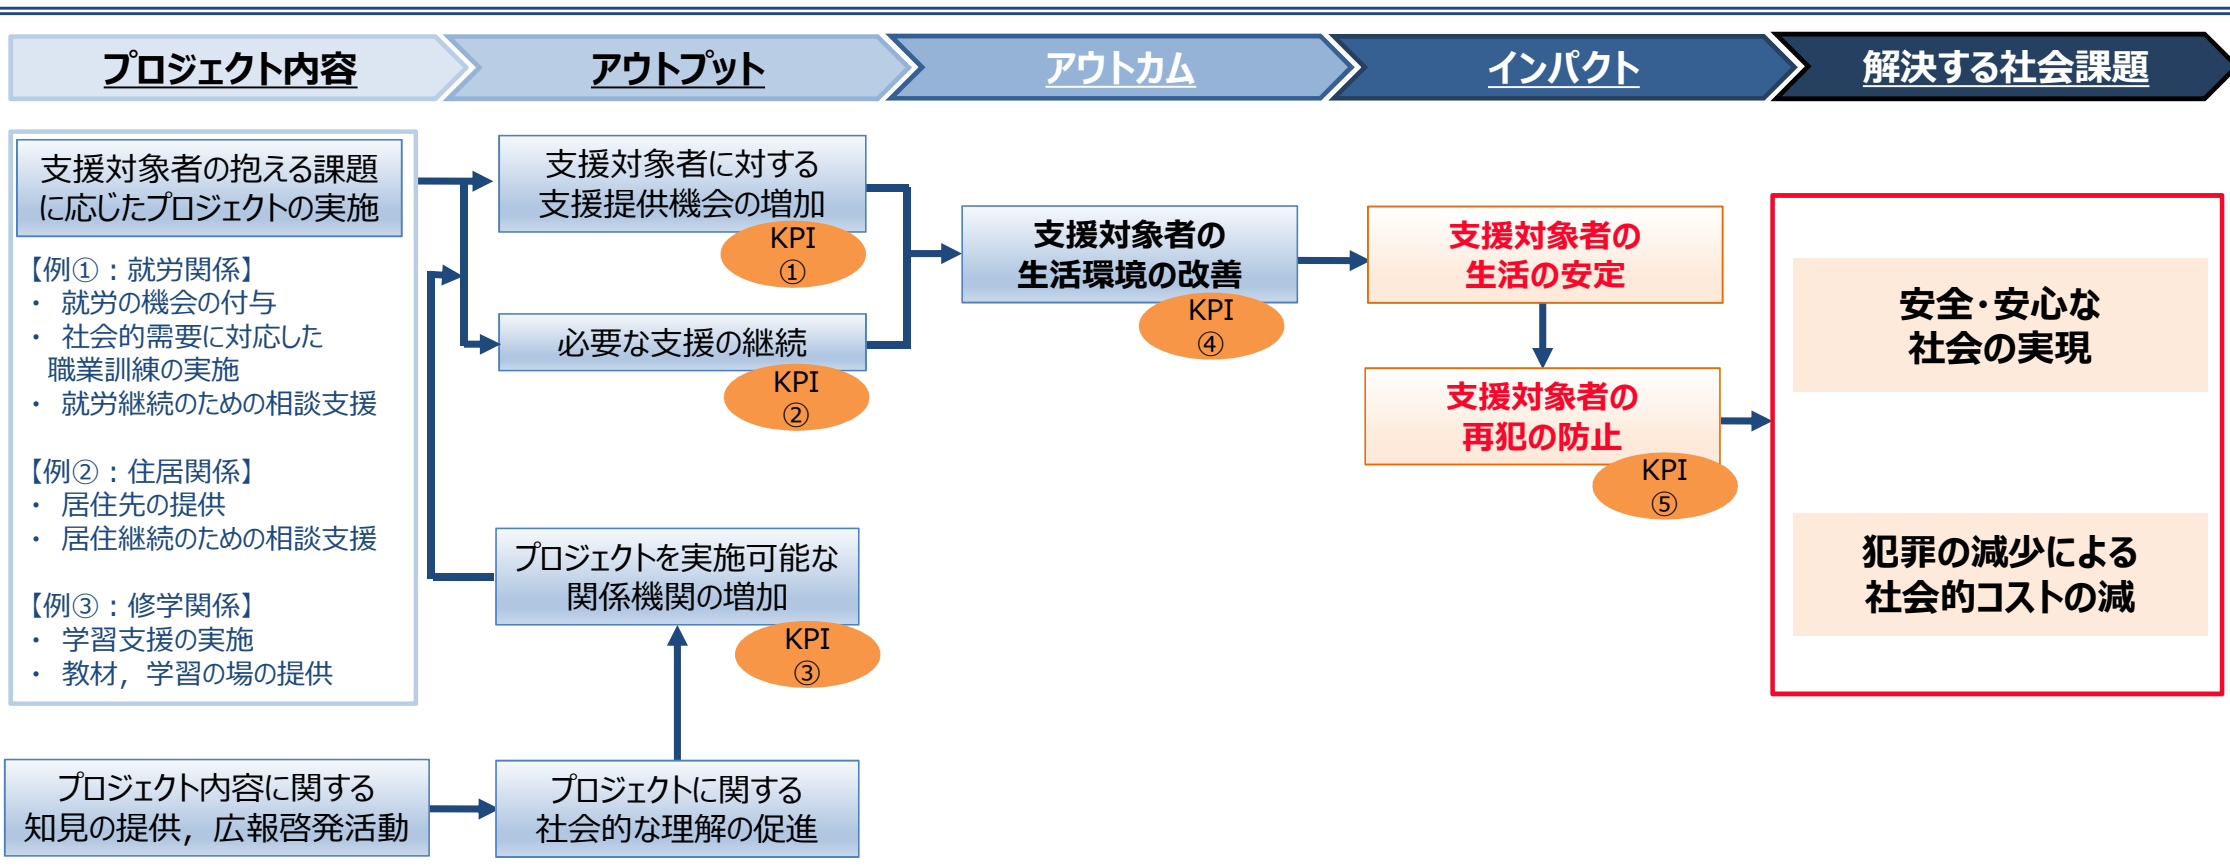 プロジェクト内容
アウトプット
アウトカム
インパクト
解決する社会課題
支援対象者の抱える課題
に応じたプロジェクトの実施
【例①：就労関係】
・ 就労の機会の付与
・ 社会的需要に対応した
職業訓練の実施
・ 就労継続のための相談支援
【例②：住居関係】
・ 居住先の提供
・ 居住継続のための相談支援
【例③：修学関係】
・ 学習支援の実施
・ 教材，学習の場の提供
プロジェクト内容に関する
知見の提供，広報啓発活動
支援対象者に対する
支援提供機会の増加
KPI
①
必要な支援の継続
KPI
②
プロジェクトを実施可能な
関係機関の増加
KPI
③
プロジェクトに関する
社会的な理解の促進
支援対象者の
生活環境の改善
KPI
④
支援対象者の
生活の安定
支援対象者の
再犯の防止
KPI
⑤
安全・安心な
社会の実現
犯罪の減少による
社会的コストの減